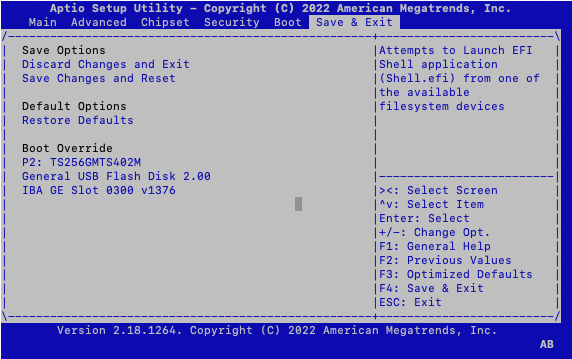 Aptio Setup Utility – Copyright (C) 2022 American Megatrends, Inc.
Main Advanced Chipset Security Boot Save & Exit
Save Options
Discard Changes and Exit
Save Changes and Reset
Default Options
Restore Defaults
Boot Override
P2: TS256GMTS402M
General USB Flash Disk 2.00
IBA GE Slot 0300 v1376
Attempts to Launch EFI
Shell application
(Shell.efi) from one of
the available
filesystem devices
><: Select Screen
^v: Select Item
Enter: Select
+/–: Change Opt.
F1: General Help
F2: Previous Values
F3: Optimized Defaults
F4: Save & Exit
ESC: Exit
Version 2.18.1264. Copyright (C) 2022 American Megatrends, Inc.
AB